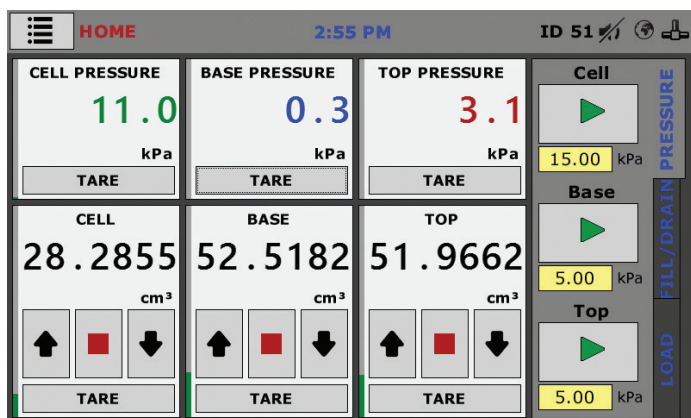 HOME 2:55 PM ID 51
CELL PRESSURE
11.0
kPa
TARE
BASE PRESSURE
0.3
kPa
TARE
TOP PRESSURE
3.1
kPa
TARE
CELL
28.2855
cm³
TARE
BASE
52.5182
cm³
TARE
TOP
51.9662
cm³
TARE
Cell
15.00 kPa
Base
5.00 kPa
Top
5.00 kPa
PRESSURE
FILL/DRAIN
LOAD